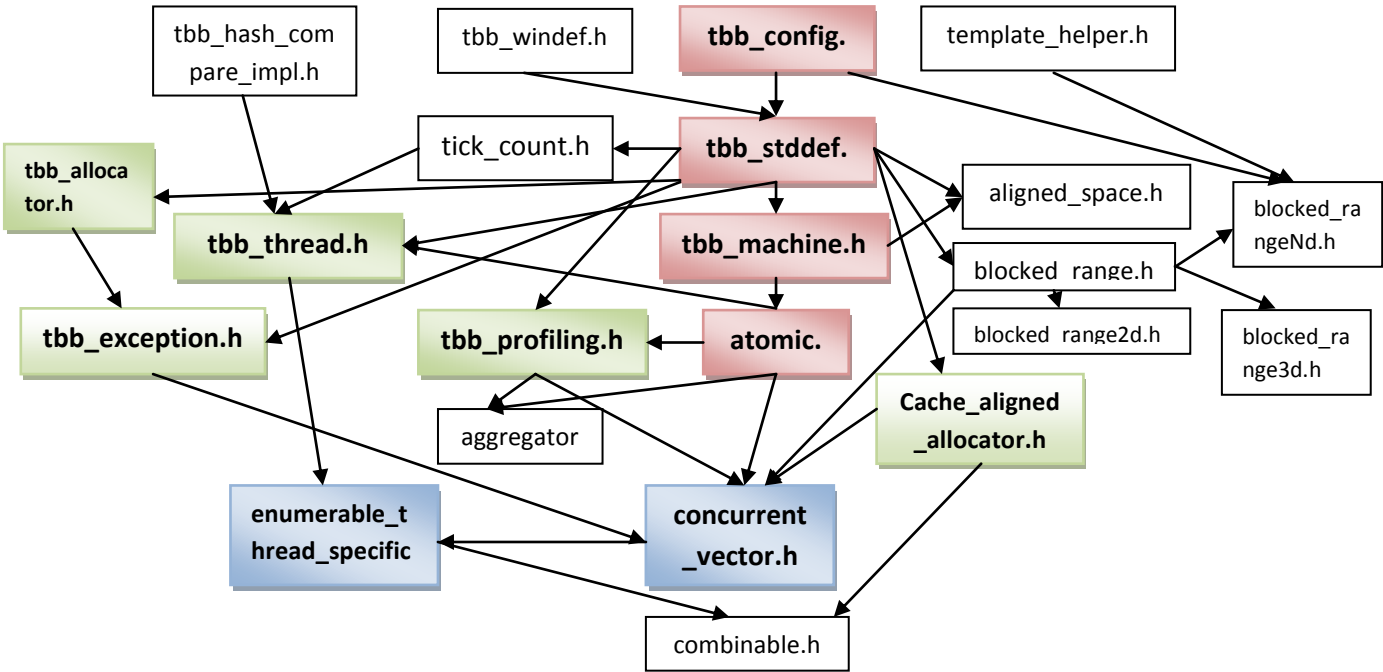 tbb_hash_com
pare_impl.h
tbb_windef.h
tbb_config.
template_helper.h
tbb_alloca
tor.h
tick_count.h
tbb_stddef.
aligned_space.h
blocked_ra
ngeNd.h
tbb_thread.h
tbb_machine.h
blocked_range.h
tbb_exception.h
tbb_profiling.h
atomic.
blocked_range2d.h
blocked_ra
nge3d.h
Cache_aligned
_allocator.h
aggregator
enumerable_t
hread_specific
concurrent
_vector.h
combinable.h